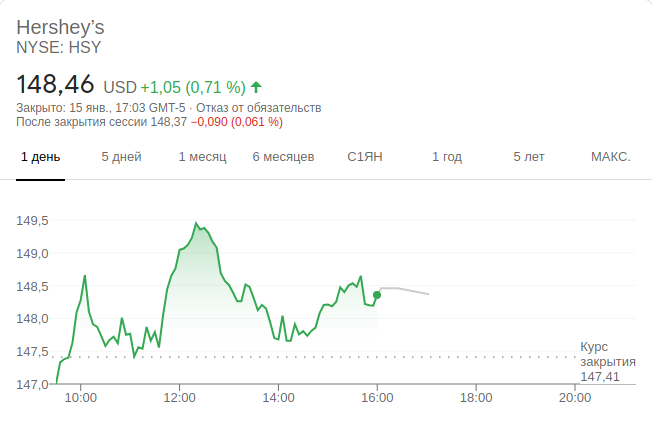 Hershey’s
NYSE: HSY
148,46 USD +1,05 (0,71 %)
Закрыто: 15 янв., 17:03 GMT-5 · Отказ от обязательств
После закрытия сессии 148,37 −0,090 (0,061 %)
1 день 5 дней 1 месяц 6 месяцев С1ЯН 1 год 5 лет МАКС.
149,5
149,0
148,5
148,0
147,5
147,0
Курс
закрытия
147,41
10:00 12:00 14:00 16:00 18:00 20:00